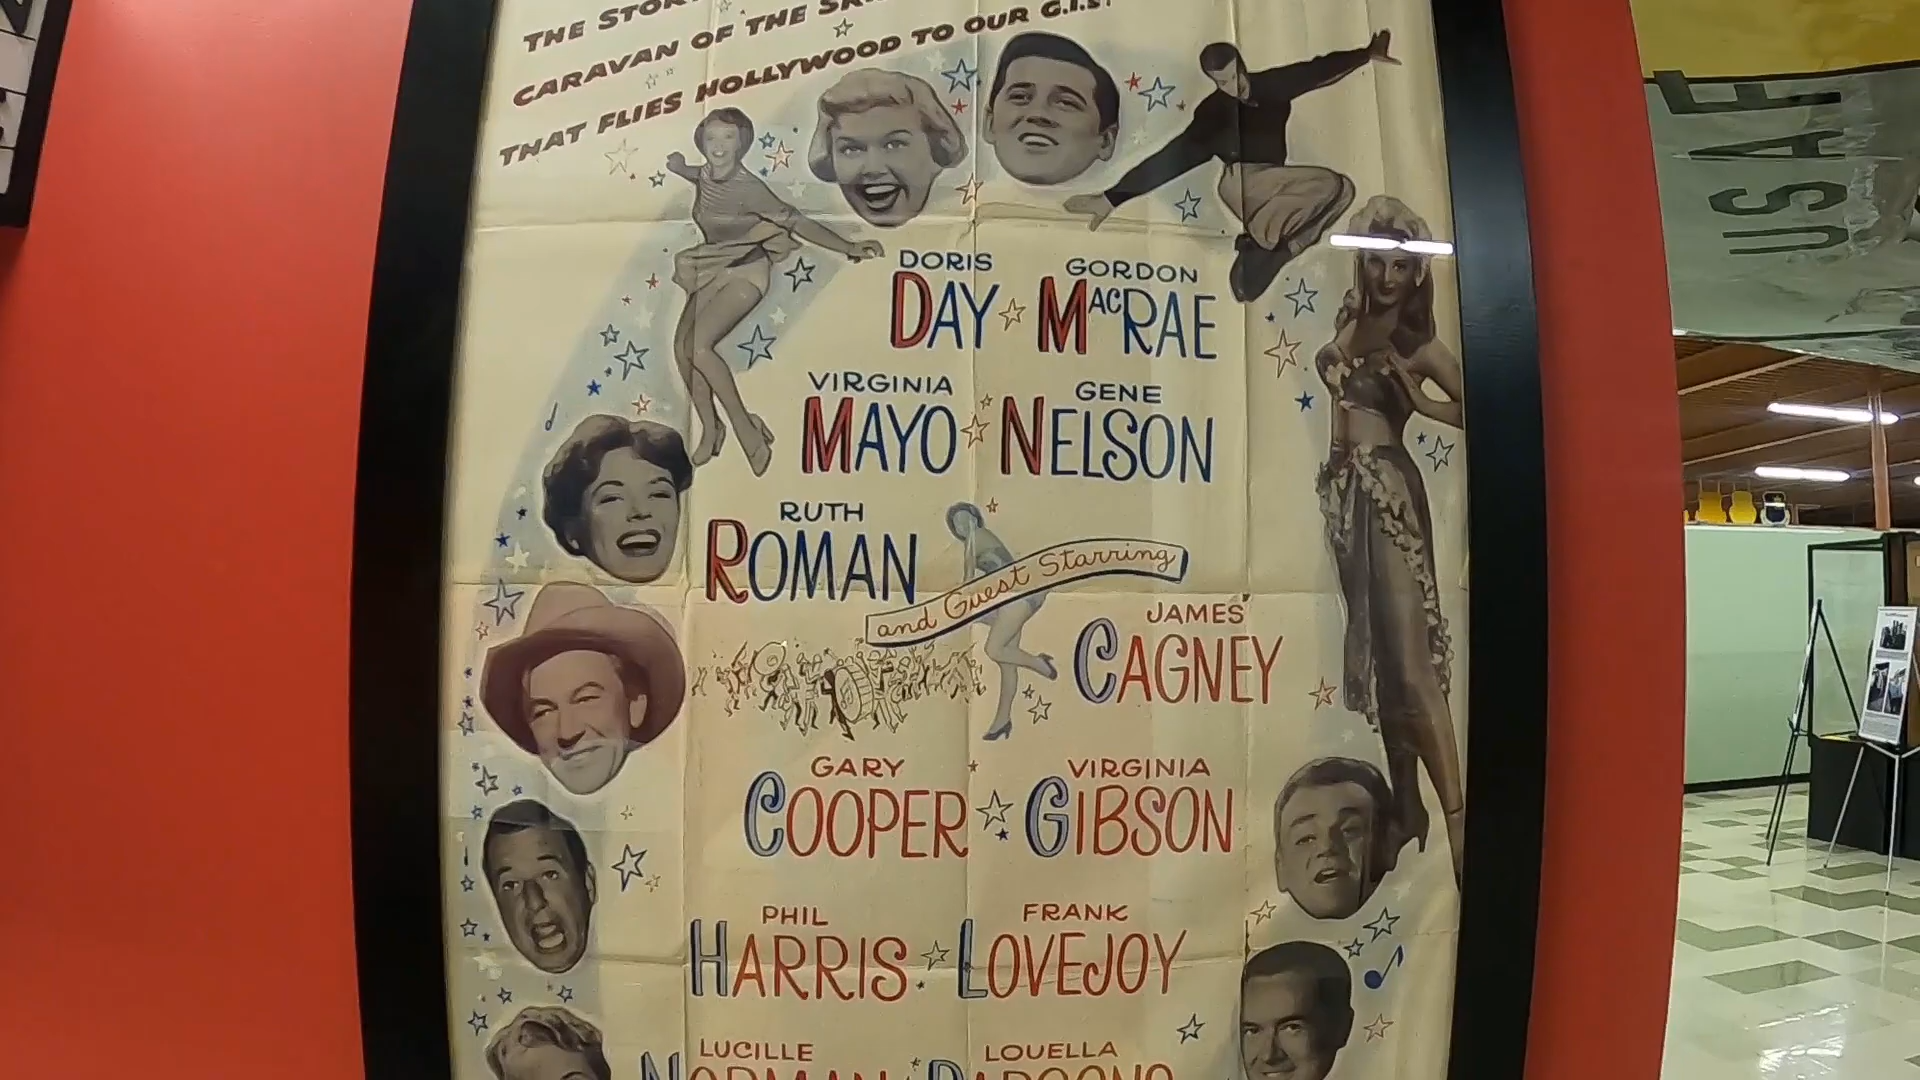 THE STORY
CARAVAN OF THE
THAT FLIES HOLLYWOOD TO OUR G.I.s!
DORIS DAY GORDON MACRAE
VIRGINIA MAYO GENE NELSON
RUTH ROMAN
and Guest Starring
JAMES CAGNEY
GARY COOPER VIRGINIA GIBSON
PHIL HARRIS FRANK LOVEJOY
LUCILLE NORMAN LOUELLA PARSONS
USAF